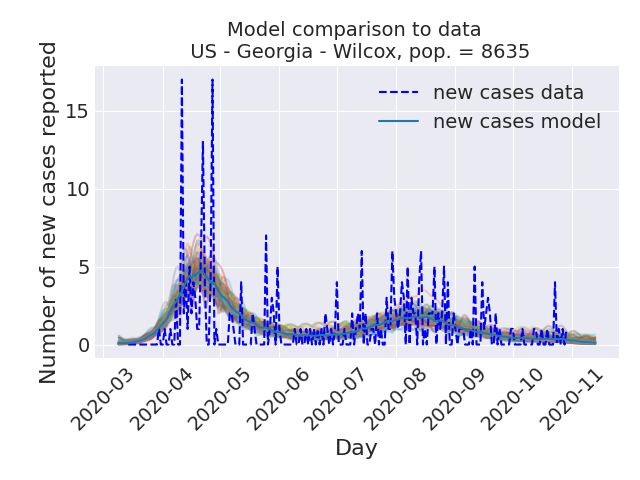 Model comparison to data
US - Georgia - Wilcox, pop. = 8635
Number of new cases reported
15
10
5
0
new cases data
new cases model
2020-03
2020-04
2020-05
2020-06
2020-07
2020-08
2020-09
2020-10
2020-11
Day